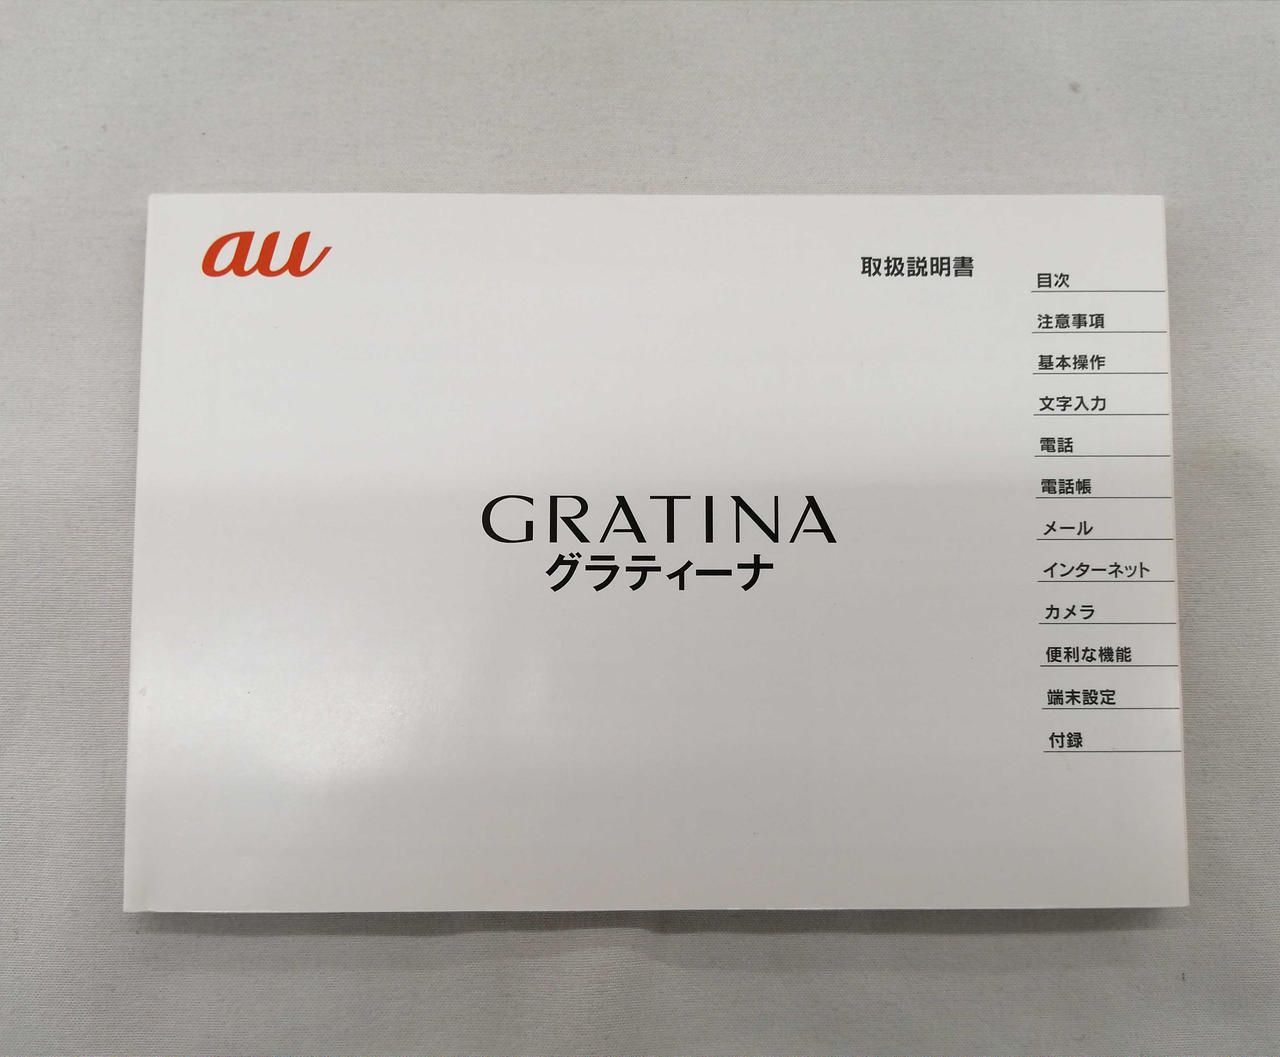 au
取扱説明書
GRATINA
グラティーナ
目次
注意事項
基本操作
文字入力
電話
電話帳
メール
インターネット
カメラ
便利な機能
端末設定
付録